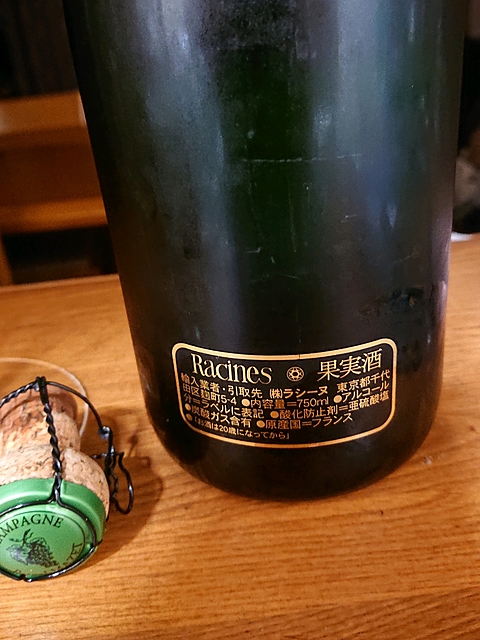 Racines 果実酒
輸入業者・引取先 ㈱ラシーヌ 東京都千代
田区麹町5-4 ●内容量=750ml ●アルコール
分=ラベルに表記 ●酸化防止剤=亜硫酸塩
●炭酸ガス含有 ●原産国=フランス
「お酒は20歳になってから」
AMPAGNE